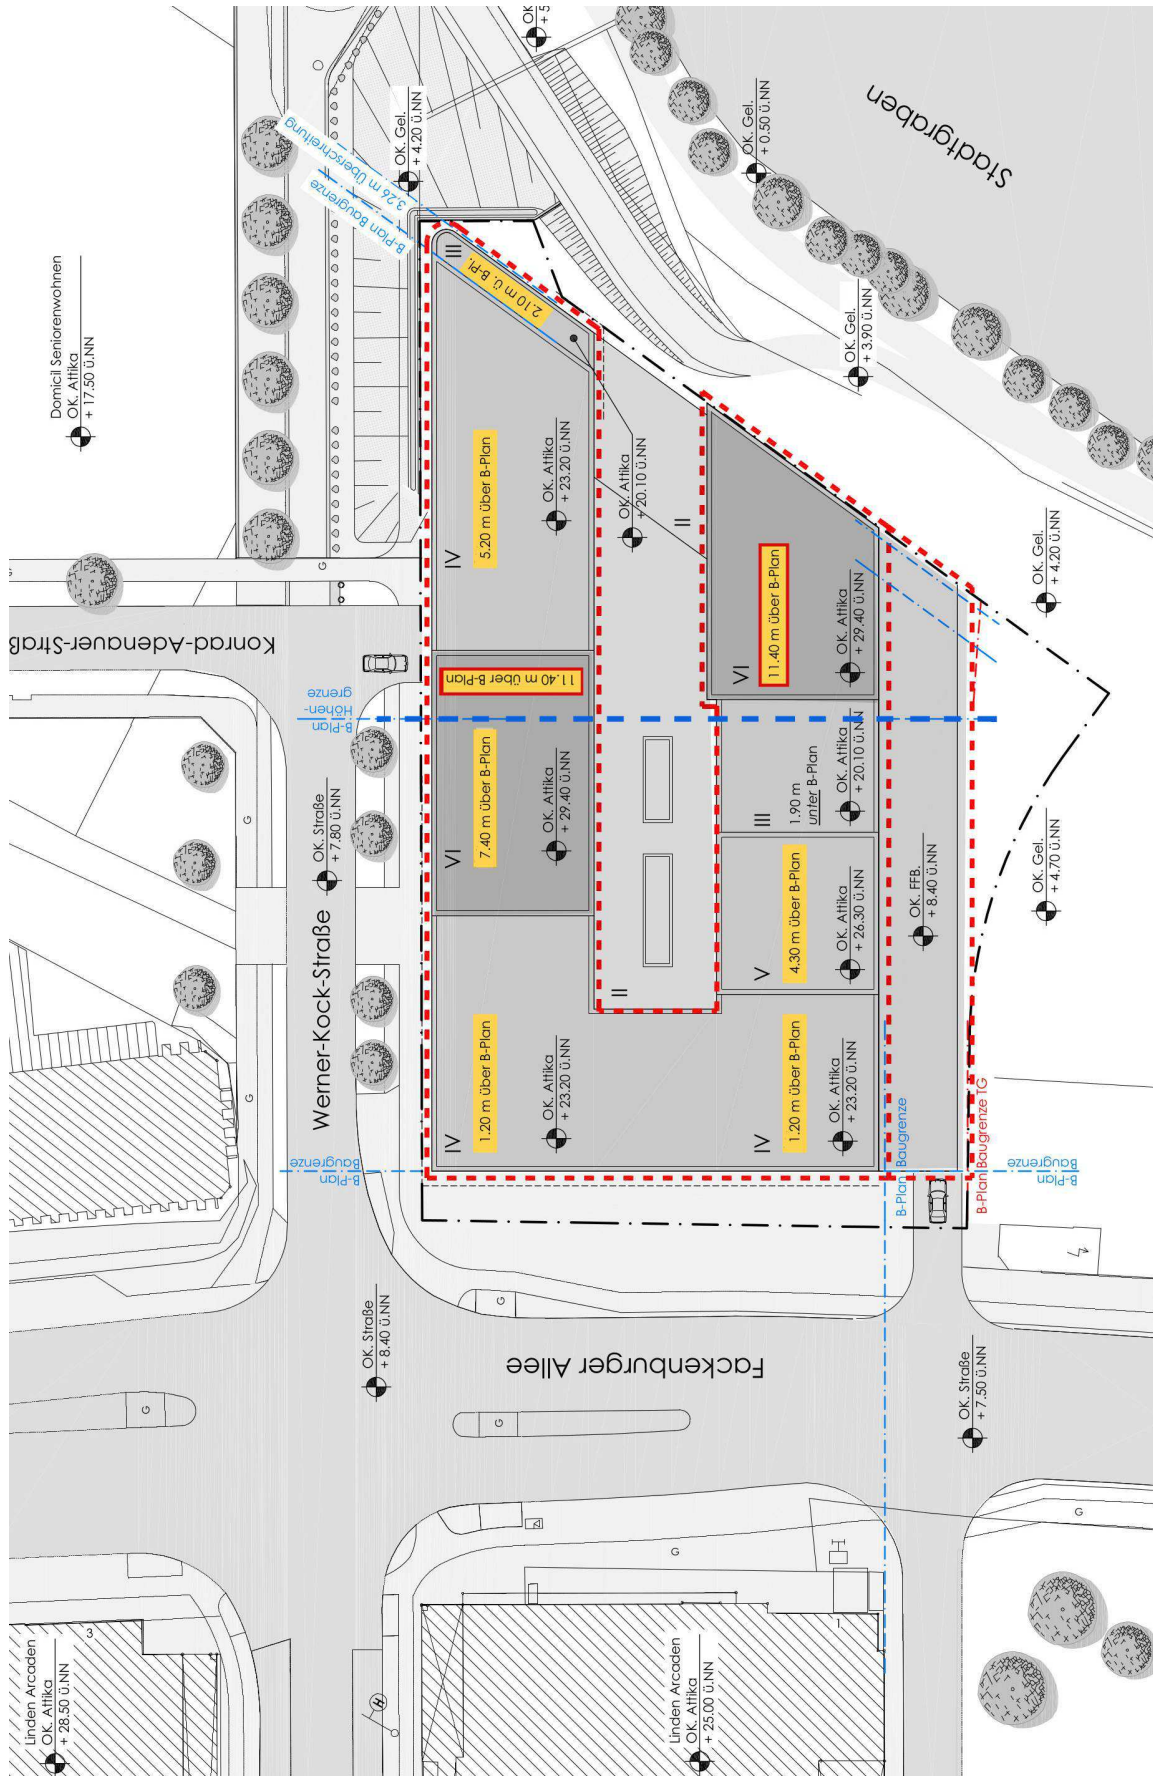 Domicil Seniorenwohnen
OK. Attika
+ 17.50 ü.NN
OK
+ 5
OK. Gel.
+ 4.20 ü.NN
3.26 m Überschreitung
B-Plan Baugrenze
OK. Gel.
+ 0.50 ü.NN
Stadtgraben
OK. Gel.
+ 3.90 ü.NN
III
2.10 m ü. B-Pl.
IV
5.20 m über B-Plan
OK. Attika
+ 23.20 ü.NN
OK. Attika
+ 20.10 ü.NN
II
VI
11.40 m über B-Plan
OK. Attika
+ 29.40 ü.NN
OK. Gel.
+ 4.20 ü.NN
G
G
Konrad-Adenauer-Straß
B-Plan
Höhen-
grenze
11.40 m über B-Plan
VI
7.40 m über B-Plan
OK. Attika
+ 29.40 ü.NN
III
1.90 m
unter B-Plan
OK. Attika
+ 20.10 ü.NN
G
OK. Straße
+ 7.80 ü.NN
Werner-Kock-Straße
II
V
4.30 m über B-Plan
OK. Attika
+ 26.30 ü.NN
OK. FFB.
+ 8.40 ü.NN
OK. Gel.
+ 4.70 ü.NN
G
IV
1.20 m über B-Plan
OK. Attika
+ 23.20 ü.NN
IV
1.20 m über B-Plan
OK. Attika
+ 23.20 ü.NN
B-Plan
Baugrenze
B-Plan Baugrenze
B-Plan Baugrenze TG
B-Plan
Baugrenze
OK. Straße
+ 8.40 ü.NN
G
Fackenburger Allee
OK. Straße
+ 7.50 ü.NN
G
G
G
G
H
3
1
Linden Arcaden
OK. Attika
+ 28.50 ü.NN
Linden Arcaden
OK. Attika
+ 25.00 ü.NN